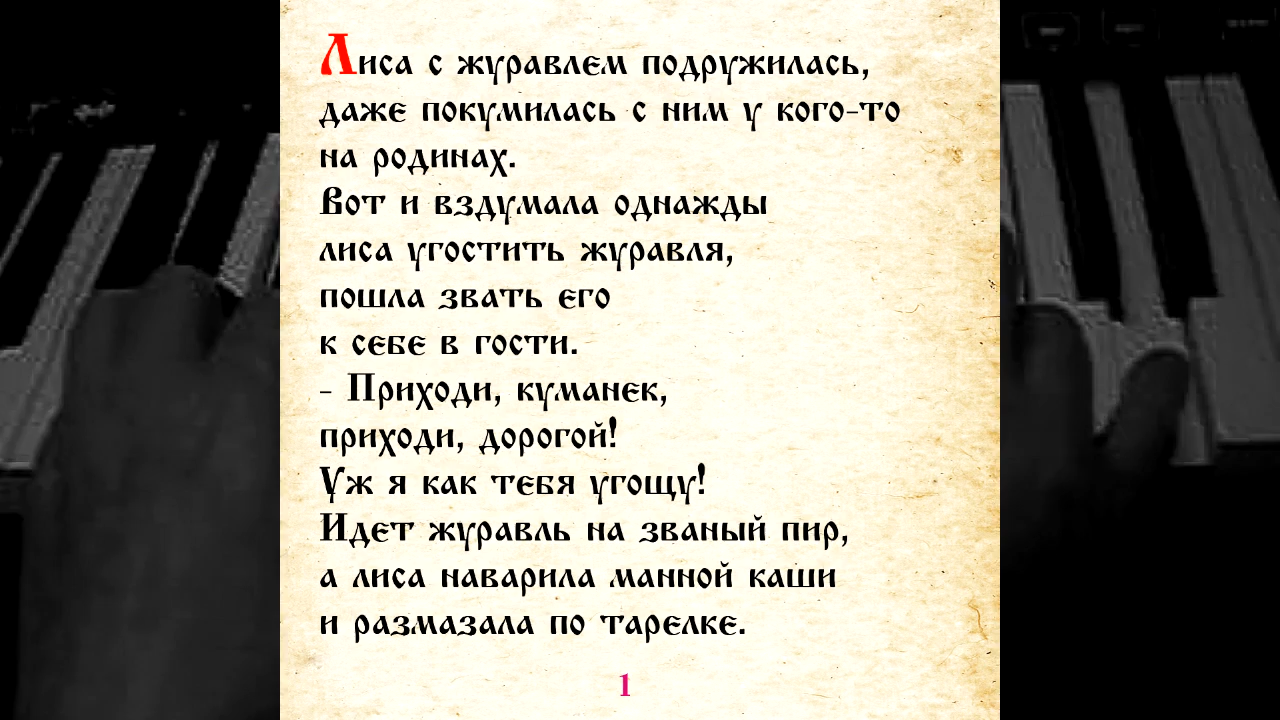 Лиса с журавлем подружилась,
даже покумилась с ним у кого-то
на родинах.
Вот и вздумала однажды
лиса угостить журавля,
пошла звать его
к себе в гости.
- Приходи, куманек,
приходи, дорогой!
Уж я как тебя угощу!
Идет журавль на званый пир,
а лиса наварила манной каши
и размазала по тарелке.
1